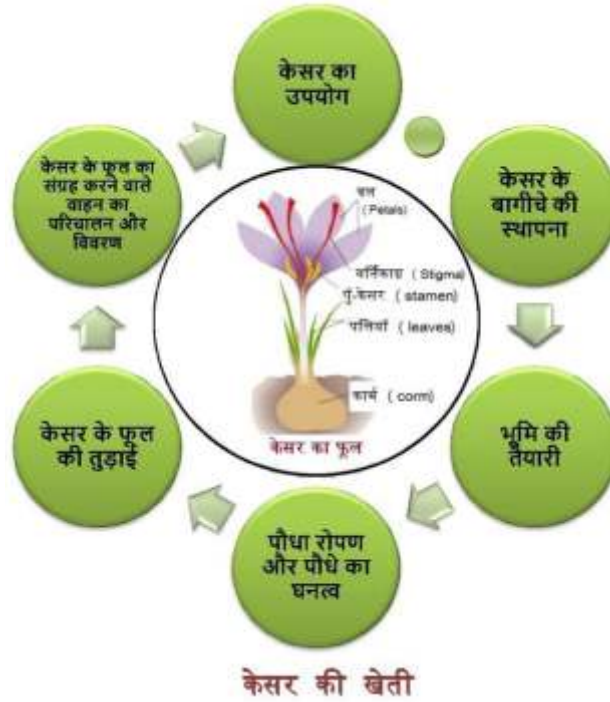 केसर का
उपयोग
केसर के
बागीचे की
स्थापना
भूमि की
तैयारी
पौधा रोपण
और पौधे का
घनत्व
केसर के फूल
की तुड़ाई
केसर के फूल का
संग्रह करने वाले
वाहन का
परिचालन और
विवरण
(Petals)
वर्तिकाग्र (Stigma)
पुं-केसर (stamen)
पत्तियाँ (leaves)
कार्म (corm)
केसर का फूल
केसर की खेती